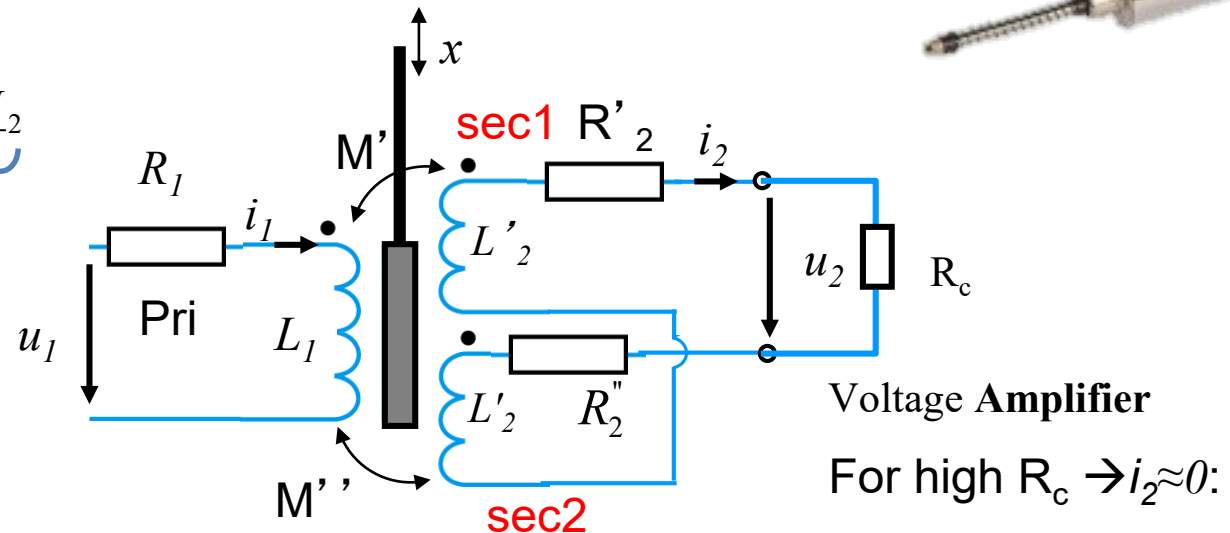 x
sec1 R'2
M'
i2
R1
i1
L'2
u2
Rc
Pri
u1
L1
L'2
R2"
Voltage Amplifier
M''
For high Rc →i2≈0:
sec2